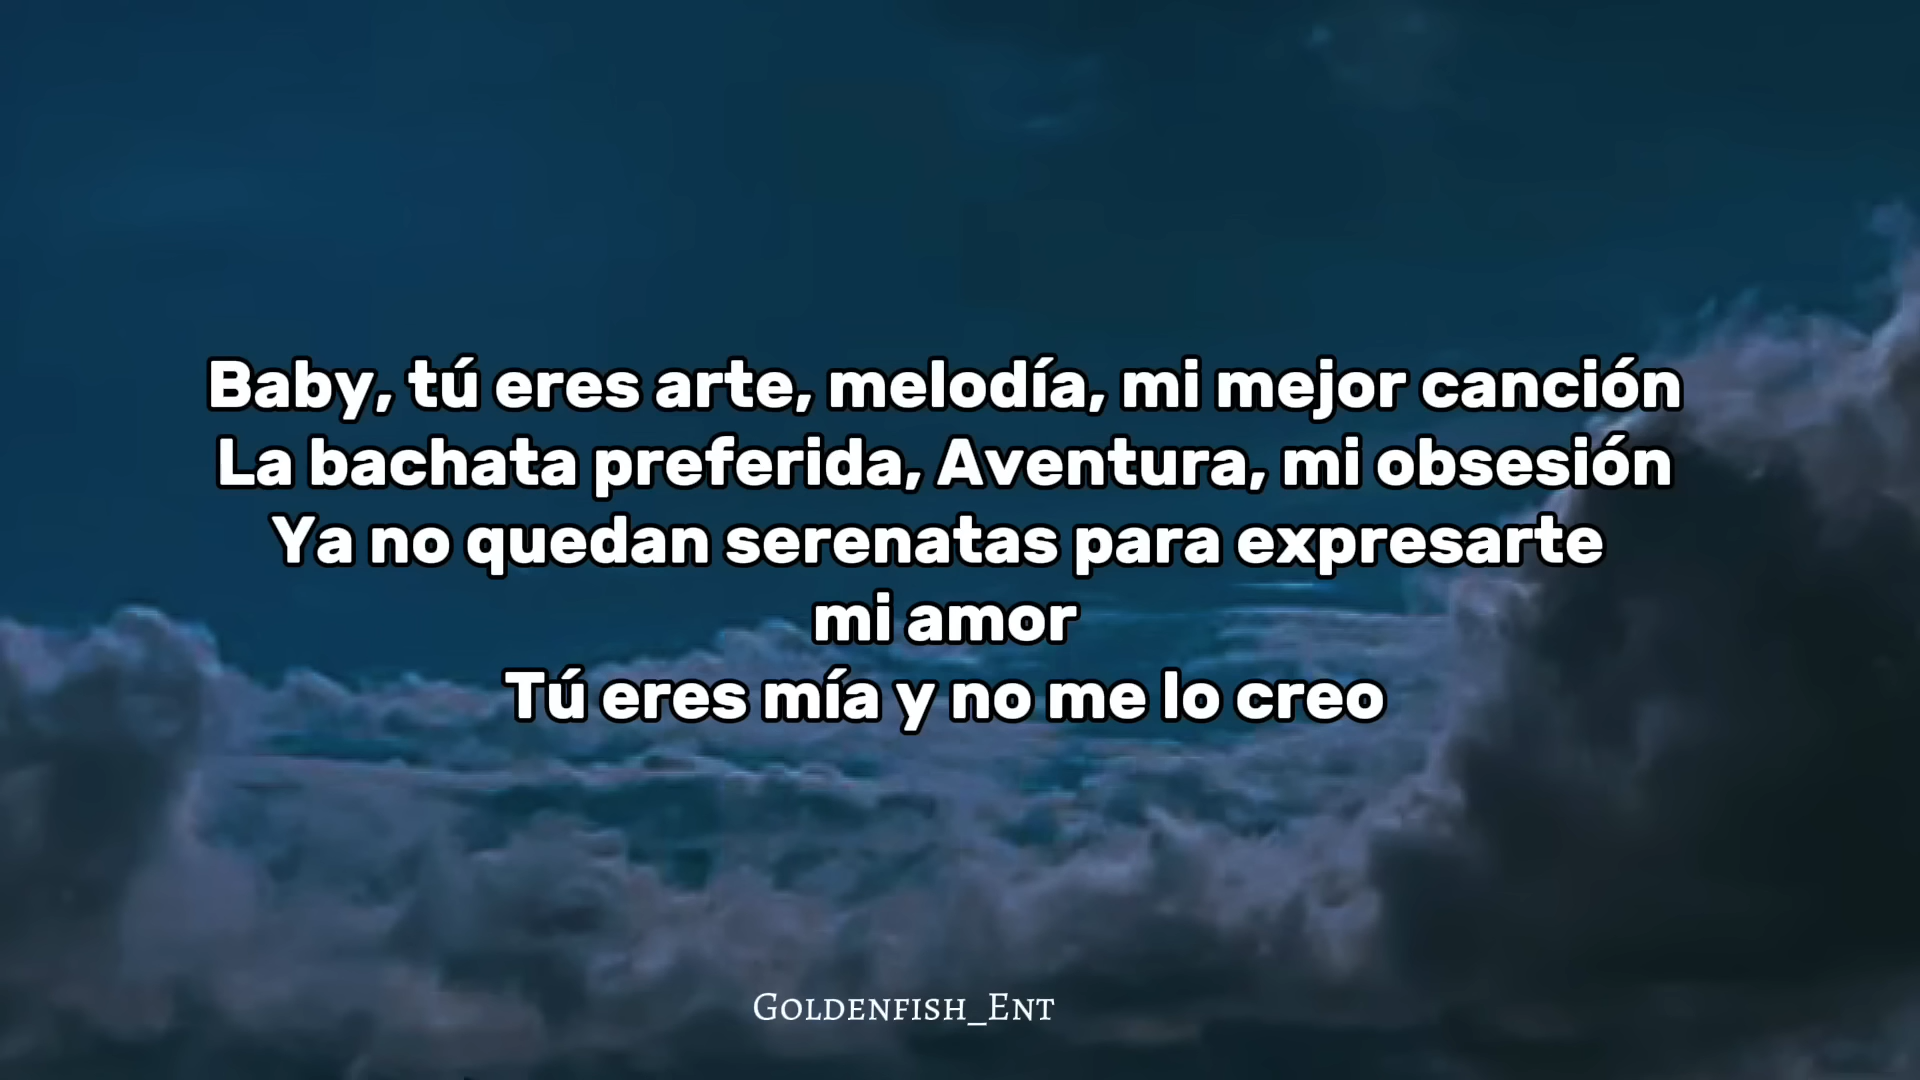 Baby, tú eres arte, melodía, mi mejor canción
La bachata preferida, Aventura, mi obsesión
Ya no quedan serenatas para expresarte
mi amor
Tú eres mía y no me lo creo
Goldenfish_Ent